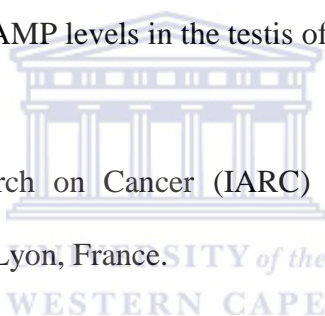 AMP levels in the testis of
rch on Cancer (IARC)
Lyon, France.
UNIVERSITY of the
WESTERN CAPE